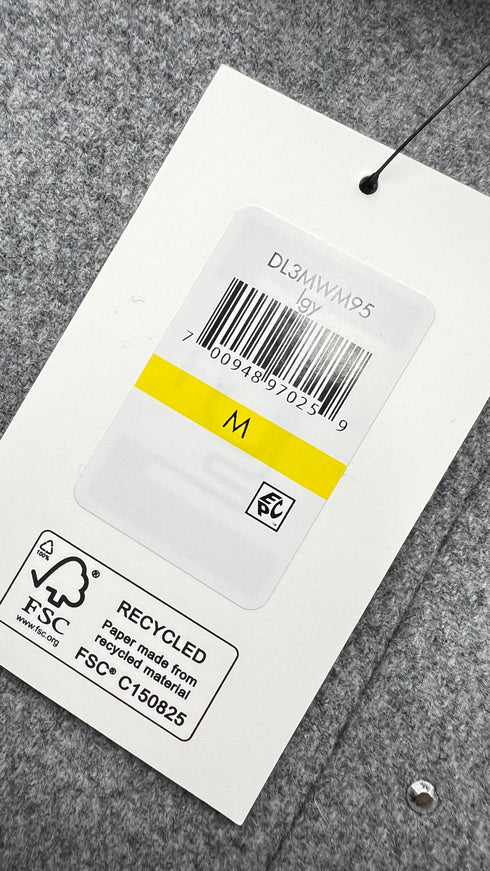 DL3MWM95
lgy
7 00948 97025 9
M
EPC
100%
®
FSC
www.fsc.org
RECYCLED
Paper made from
recycled material
FSC® C150825